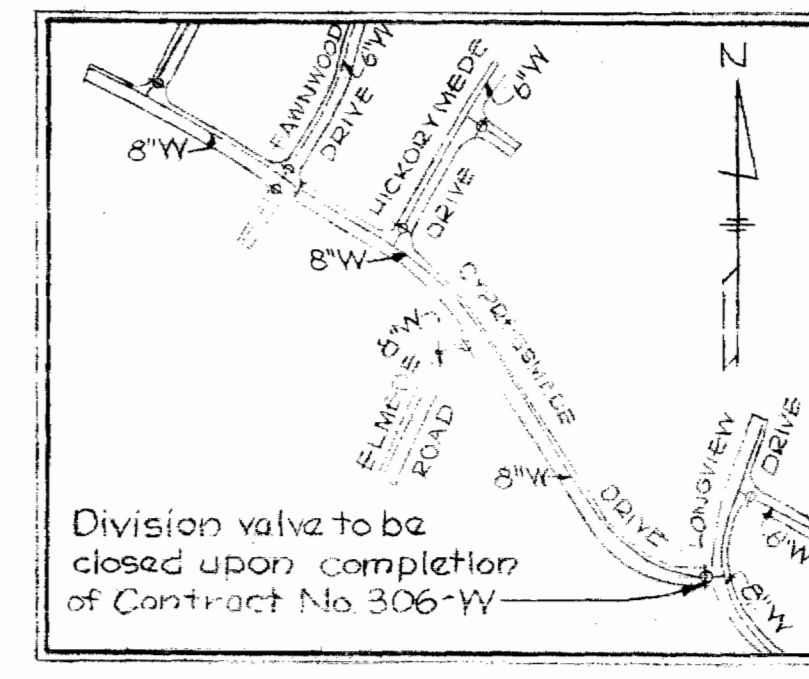 N
FAWNWOOD
DRIVE
6"W
HICKORYMEDE
DRIVE
6"W
8"W
8"W
8"W
ELMEDE
ROAD
DRIVE
8"W
LONGVIEW
DRIVE
6"W
8"W
Division valve to be
closed upon completion
of Contract No. 306-W